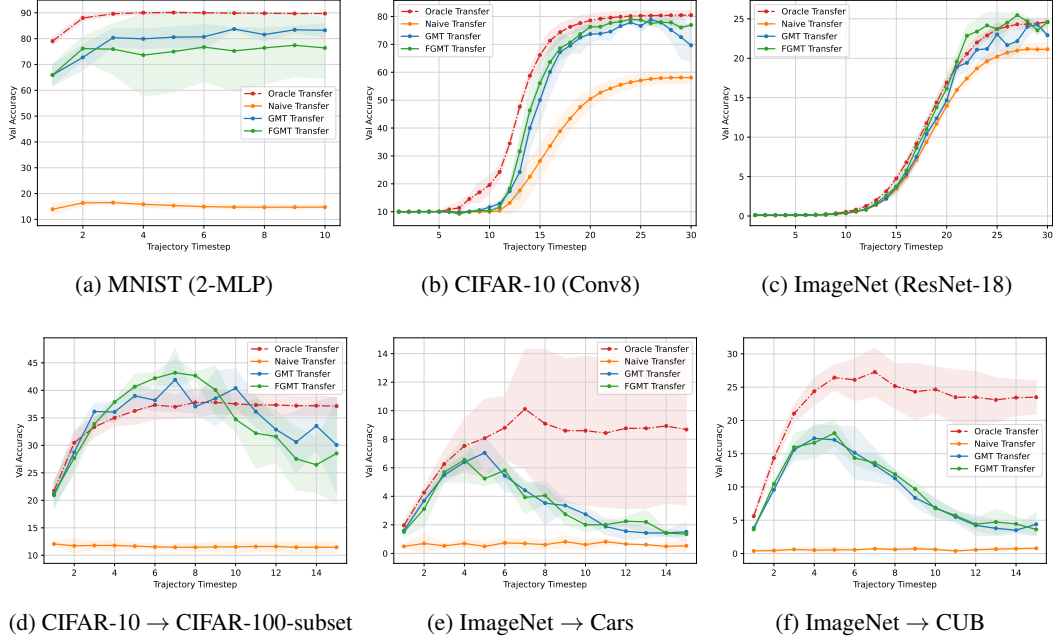 90
80
70
60
50
40
30
20
10
Val Accuracy
2 4 6 8 10
Trajectory Timestep
Oracle Transfer
Naive Transfer
GMT Transfer
FGMT Transfer
(a) MNIST (2-MLP)
80
70
60
50
40
30
20
10
Val Accuracy
5 10 15 20 25 30
Trajectory Timestep
Oracle Transfer
Naive Transfer
GMT Transfer
FGMT Transfer
(b) CIFAR-10 (Conv8)
25
20
15
10
5
0
Val Accuracy
5 10 15 20 25 30
Trajectory Timestep
Oracle Transfer
Naive Transfer
GMT Transfer
FGMT Transfer
(c) ImageNet (ResNet-18)
45
40
35
30
25
20
15
10
Val Accuracy
2 4 6 8 10 12 14
Trajectory Timestep
Oracle Transfer
Naive Transfer
GMT Transfer
FGMT Transfer
(d) CIFAR-10 → CIFAR-100-subset
14
12
10
8
6
4
2
0
Val Accuracy
2 4 6 8 10 12 14
Trajectory Timestep
Oracle Transfer
Naive Transfer
GMT Transfer
FGMT Transfer
(e) ImageNet → Cars
30
25
20
15
10
5
0
Val Accuracy
2 4 6 8 10 12 14
Trajectory Timestep
Oracle Transfer
Naive Transfer
GMT Transfer
FGMT Transfer
(f) ImageNet → CUB